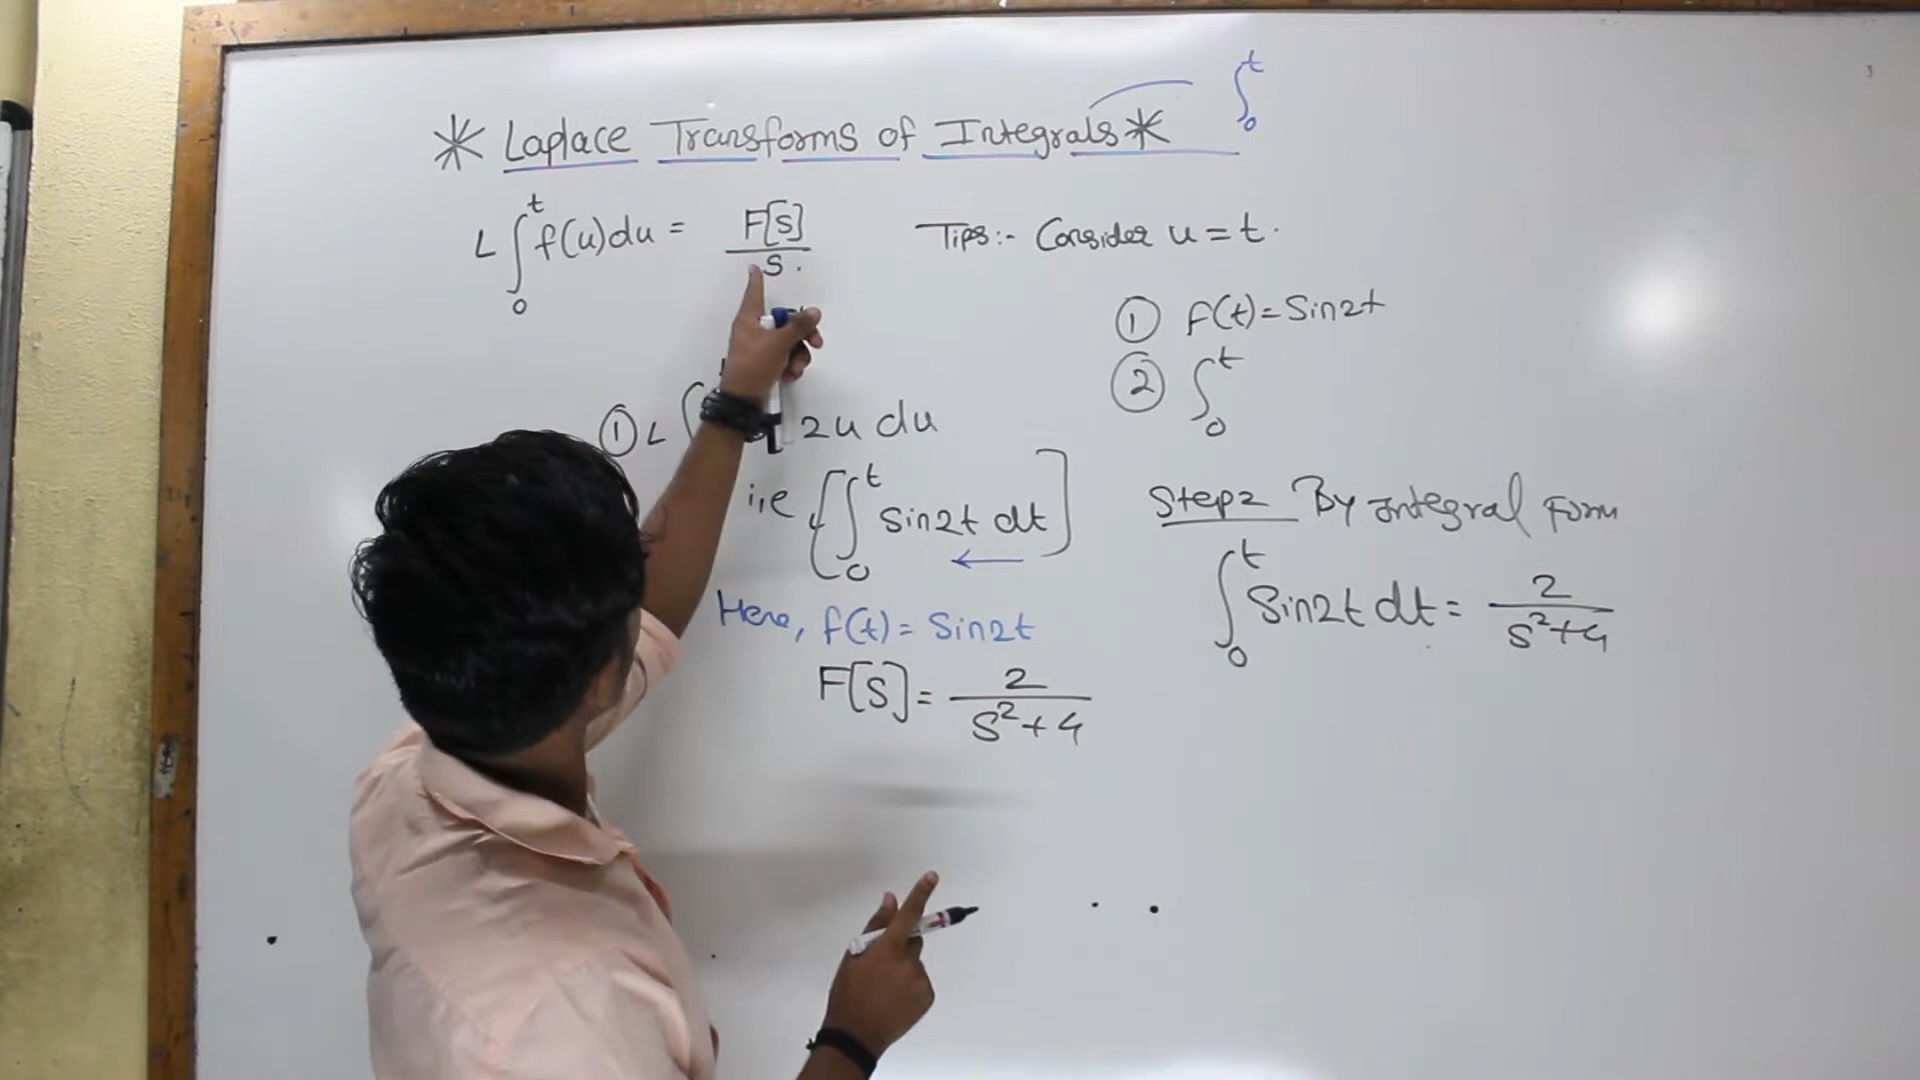 * Laplace Transforms of Integrals *
∫₀ᵗ
L ∫₀ᵗ f(u)du = F[s]/s.
Tips:- Consider u = t.
① F(t) = Sin2t
② ∫₀ᵗ
① L ∫ 2u du
i,e [∫₀ᵗ sin2t dt]
←
Here, f(t) = Sin2t
F[S] = 2/(S²+4)
Step2 By Integral Form
∫₀ᵗ Sin2t dt = 2/(s²+4)